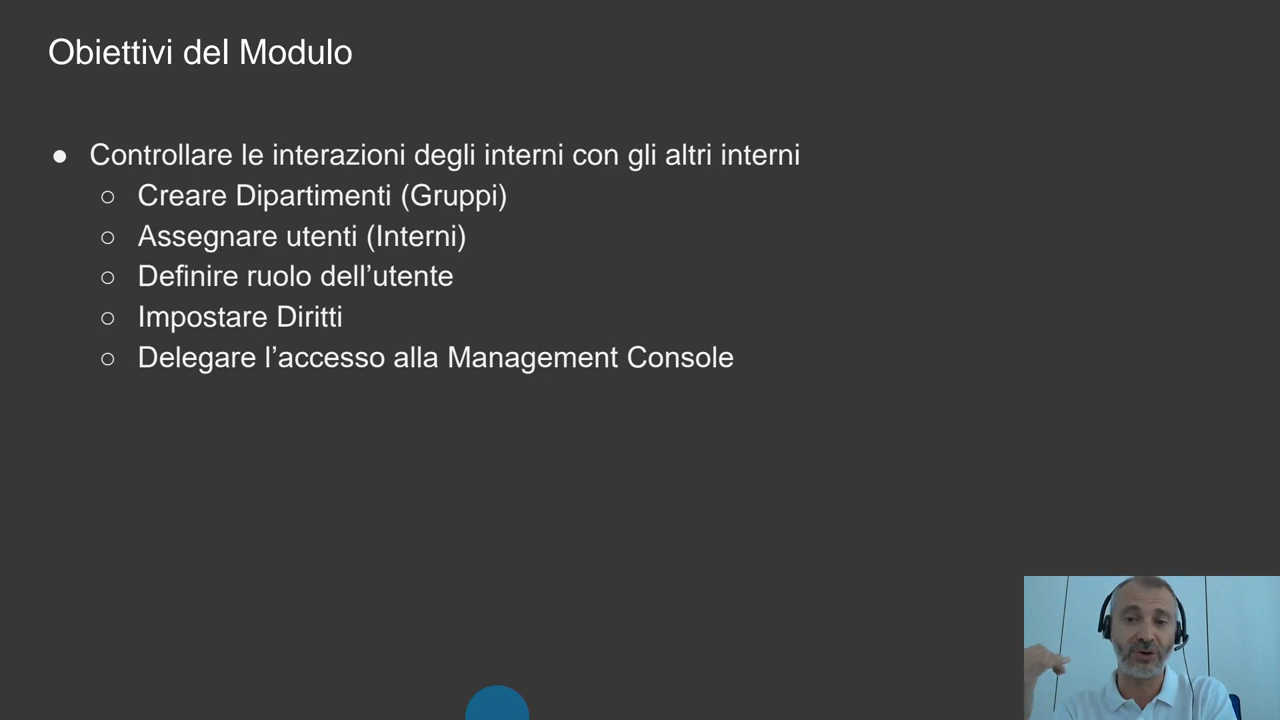 Obiettivi del Modulo
● Controllare le interazioni degli interni con gli altri interni
○ Creare Dipartimenti (Gruppi)
○ Assegnare utenti (Interni)
○ Definire ruolo dell’utente
○ Impostare Diritti
○ Delegare l’accesso alla Management Console